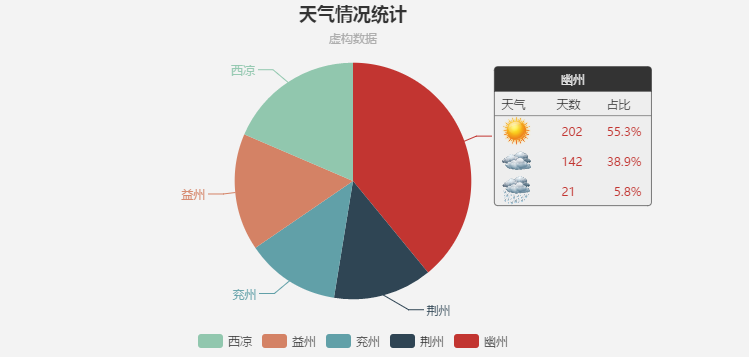 天气情况统计
虚构数据
西凉
益州
兖州
荆州
幽州
天气 天数 占比
202 55.3%
142 38.9%
21 5.8%
西凉 益州 兖州 荆州 幽州